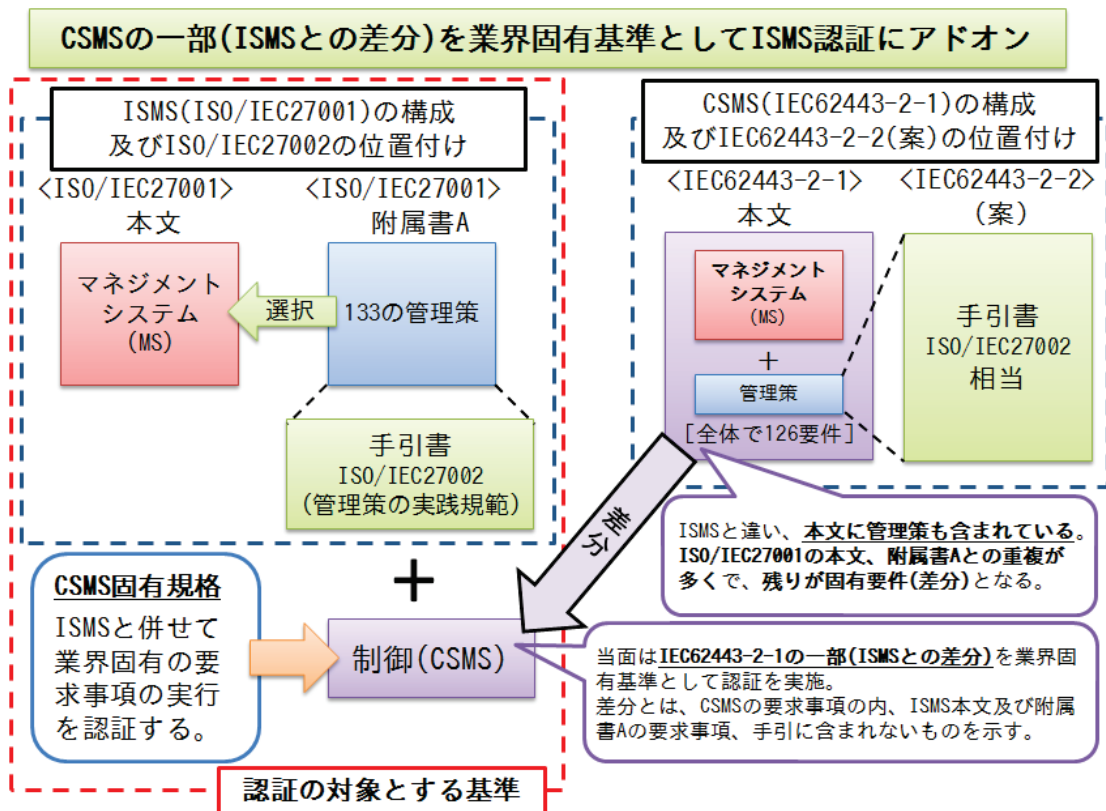 CSMSの一部(ISMSとの差分)を業界固有基準としてISMS認証にアドオン
ISMS(ISO/IEC27001)の構成
及びISO/IEC27002の位置付け
<ISO/IEC27001>
本文
<ISO/IEC27001>
附属書A
マネジメント
システム
(MS)
選択
133の管理策
手引書
ISO/IEC27002
(管理策の実践規範)
CSMS(IEC62443-2-1)の構成
及びIEC62443-2-2(案)の位置付け
<IEC62443-2-1>
本文
<IEC62443-2-2>
(案)
マネジメント
システム
(MS)
+
管理策
[全体で126要件]
手引書
ISO/IEC27002
相当
差分
ISMSと違い、本文に管理策も含まれている。
ISO/IEC27001の本文、附属書Aとの重複が
多くで、残りが固有要件(差分)となる。
+
CSMS固有規格
ISMSと併せて
業界固有の要
求事項の実行
を認証する。
制御(CSMS)
当面はIEC62443-2-1の一部(ISMSとの差分)を業界固
有基準として認証を実施。
差分とは、CSMSの要求事項の内、ISMS本文及び附属
書Aの要求事項、手引に含まれないものを示す。
認証の対象とする基準